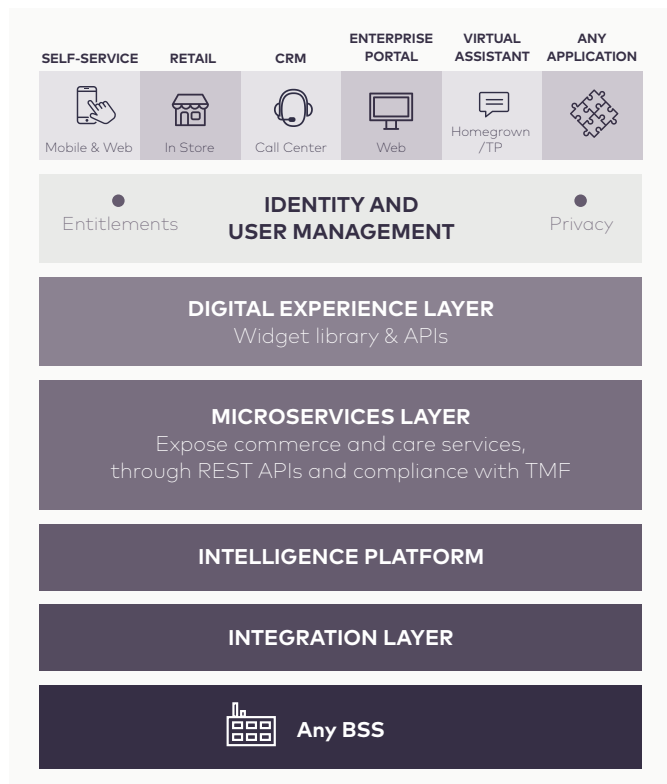 SELF-SERVICE
RETAIL
CRM
ENTERPRISE
PORTAL
VIRTUAL
ASSISTANT
ANY
APPLICATION
Mobile & Web
In Store
Call Center
Web
Homegrown
/TP
Entitlements
IDENTITY AND
USER MANAGEMENT
Privacy
DIGITAL EXPERIENCE LAYER
Widget library & APIs
MICROSERVICES LAYER
Expose commerce and care services,
through REST APIs and compliance with TMF
INTELLIGENCE PLATFORM
INTEGRATION LAYER
Any BSS